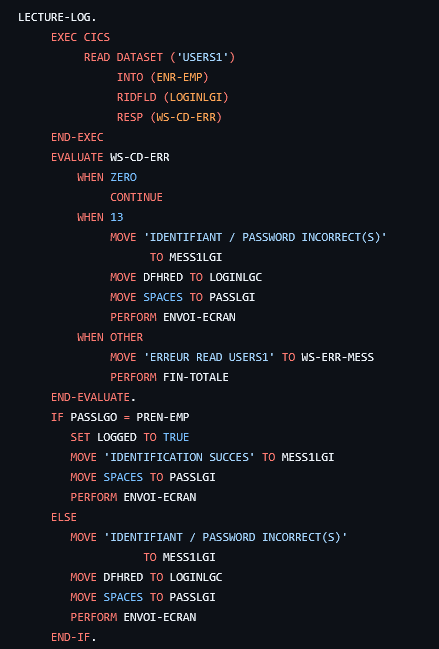 LECTURE-LOG.
EXEC CICS
READ DATASET ('USERS1')
INTO (ENR-EMP)
RIDFLD (LOGINLGI)
RESP (WS-CD-ERR)
END-EXEC
EVALUATE WS-CD-ERR
WHEN ZERO
CONTINUE
WHEN 13
MOVE 'IDENTIFIANT / PASSWORD INCORRECT(S)'
TO MESS1LGI
MOVE DFHRED TO LOGINLGC
MOVE SPACES TO PASSLGI
PERFORM ENVOI-ECRAN
WHEN OTHER
MOVE 'ERREUR READ USERS1' TO WS-ERR-MESS
PERFORM FIN-TOTALE
END-EVALUATE.
IF PASSLGO = PREN-EMP
SET LOGGED TO TRUE
MOVE 'IDENTIFICATION SUCCES' TO MESS1LGI
MOVE SPACES TO PASSLGI
PERFORM ENVOI-ECRAN
ELSE
MOVE 'IDENTIFIANT / PASSWORD INCORRECT(S)'
TO MESS1LGI
MOVE DFHRED TO LOGINLGC
MOVE SPACES TO PASSLGI
PERFORM ENVOI-ECRAN
END-IF.